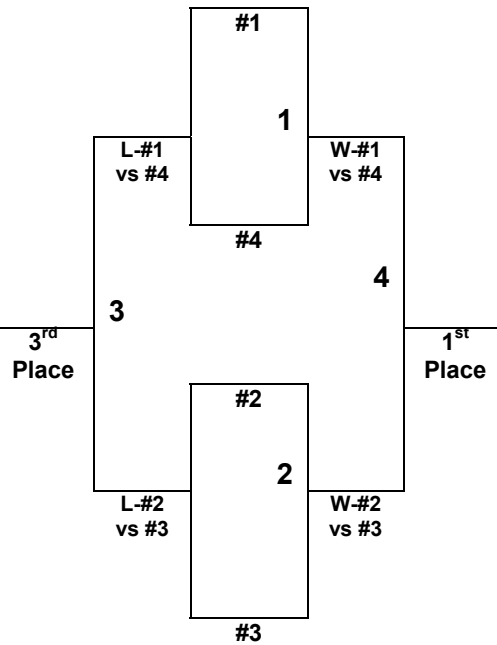 #1
1
L-#1
vs #4
W-#1
vs #4
#4
4
3
3rd
Place
1st
Place
#2
2
L-#2
vs #3
W-#2
vs #3
#3